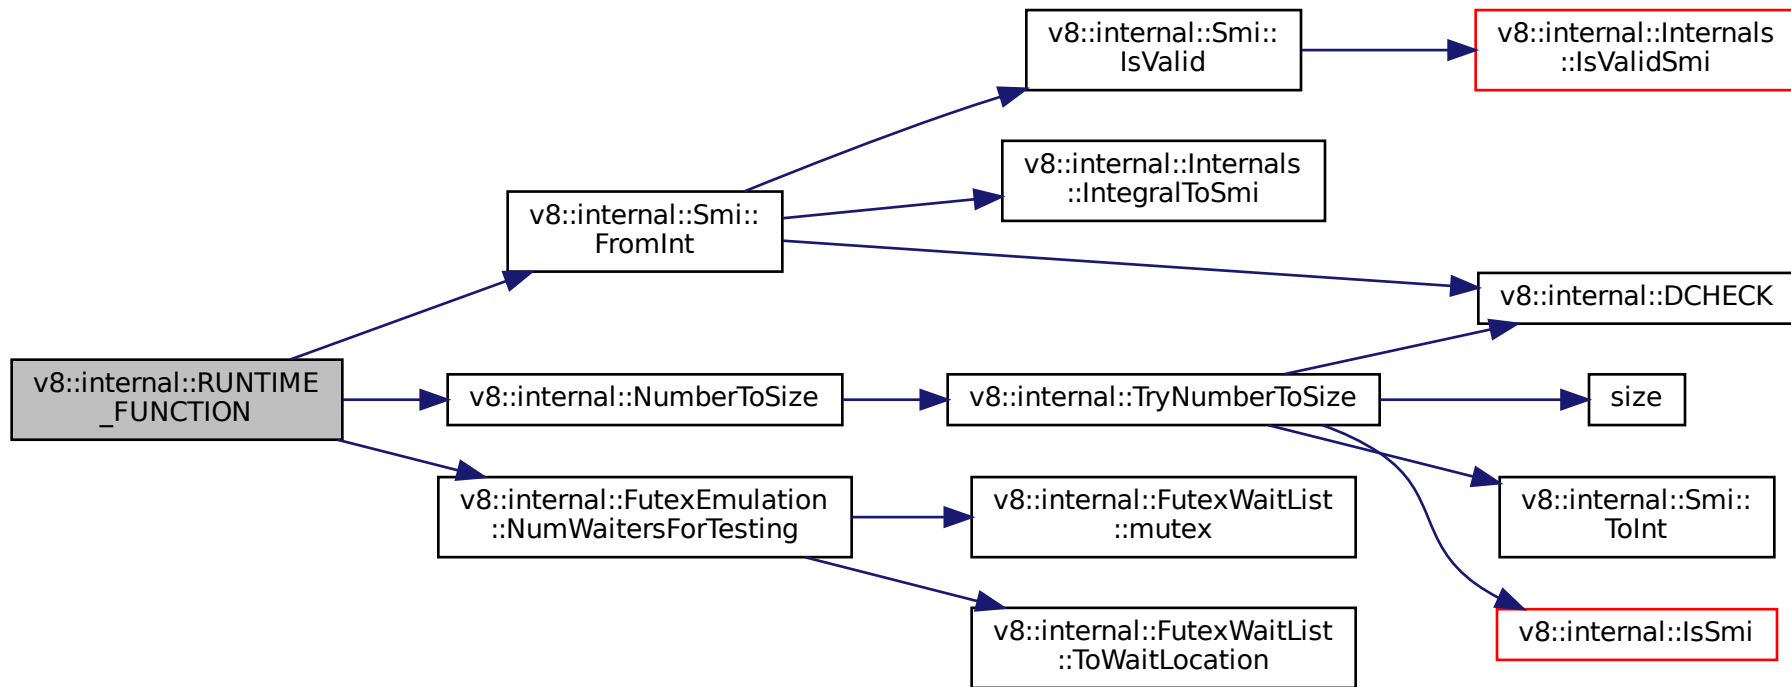 v8::internal::RUNTIME
_FUNCTION
v8::internal::Smi::
FromInt
v8::internal::NumberToSize
v8::internal::FutexEmulation
::NumWaitersForTesting
v8::internal::Smi::
IsValid
v8::internal::Internals
::IntegralToSmi
v8::internal::TryNumberToSize
v8::internal::FutexWaitList
::mutex
v8::internal::FutexWaitList
::ToWaitLocation
v8::internal::Internals
::IsValidSmi
v8::internal::DCHECK
size
v8::internal::Smi::
ToInt
v8::internal::IsSmi